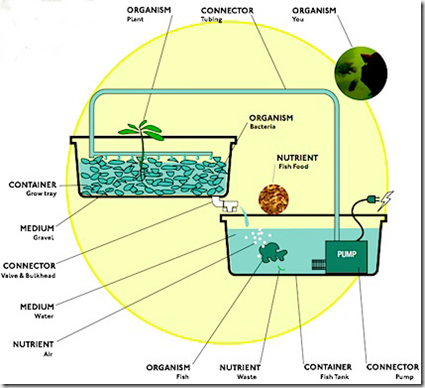 ORGANISM
Plant
CONNECTOR
Tubing
ORGANISM
You
ORGANISM
Bacteria
NUTRIENT
Fish Food
CONTAINER
Grow tray
MEDIUM
Gravel
CONNECTOR
Valve & Bulkhead
MEDIUM
Water
NUTRIENT
Air
PUMP
ORGANISM
Fish
NUTRIENT
Waste
CONTAINER
Fish Tank
CONNECTOR
Pump